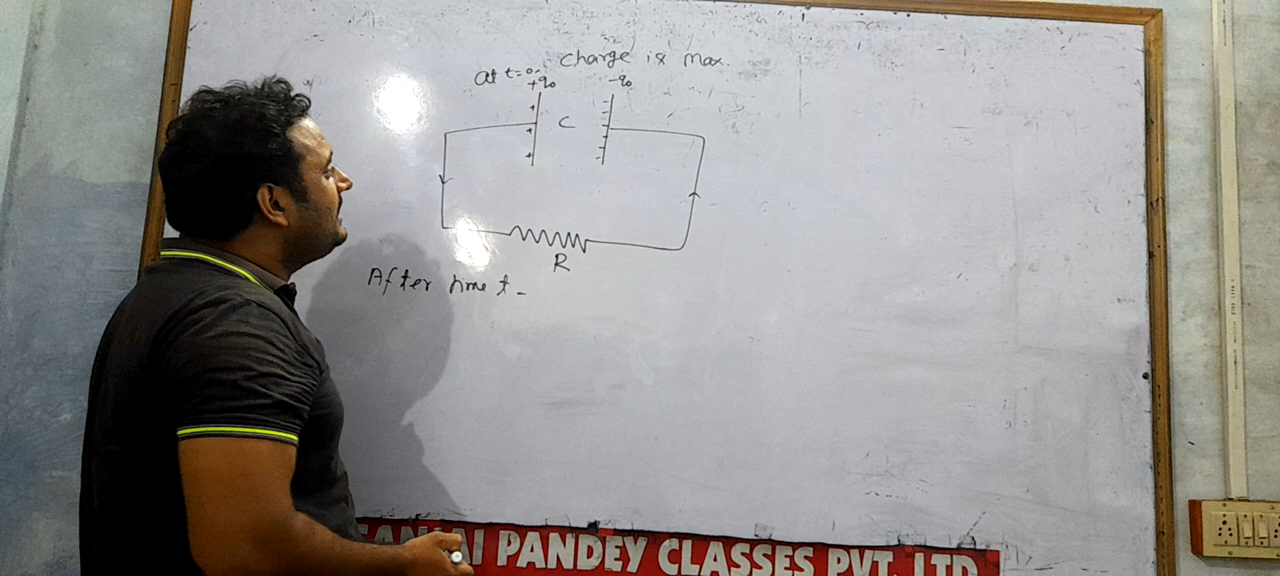 at t=0, charge is max.
+q₀ -q₀
C
R
After time t-
PANDEY CLASSES PVT. LTD